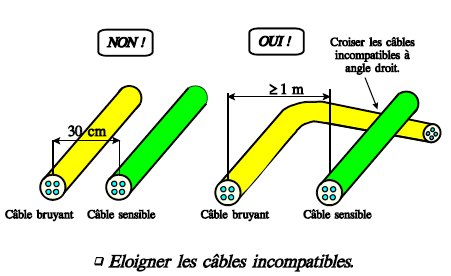 NON !
OUI !
Croiser les câbles
incompatibles à
angle droit.
≥ 1 m
30 cm
Câble bruyant
Câble sensible
Câble bruyant
Câble sensible
❑ Eloigner les câbles incompatibles.